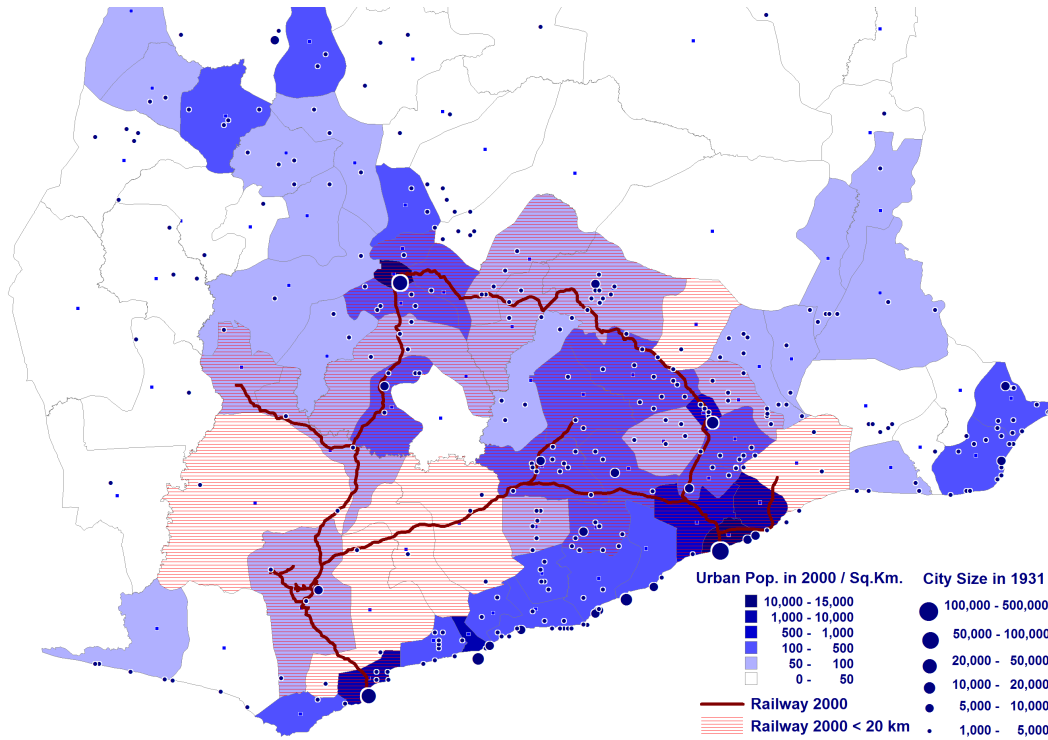 Urban Pop. in 2000 / Sq.Km.
10,000 - 15,000
1,000 - 10,000
500 - 1,000
100 - 500
50 - 100
0 - 50
Railway 2000
Railway 2000 < 20 km
City Size in 1931
100,000 - 500,000
50,000 - 100,000
20,000 - 50,000
10,000 - 20,000
5,000 - 10,000
1,000 - 5,000